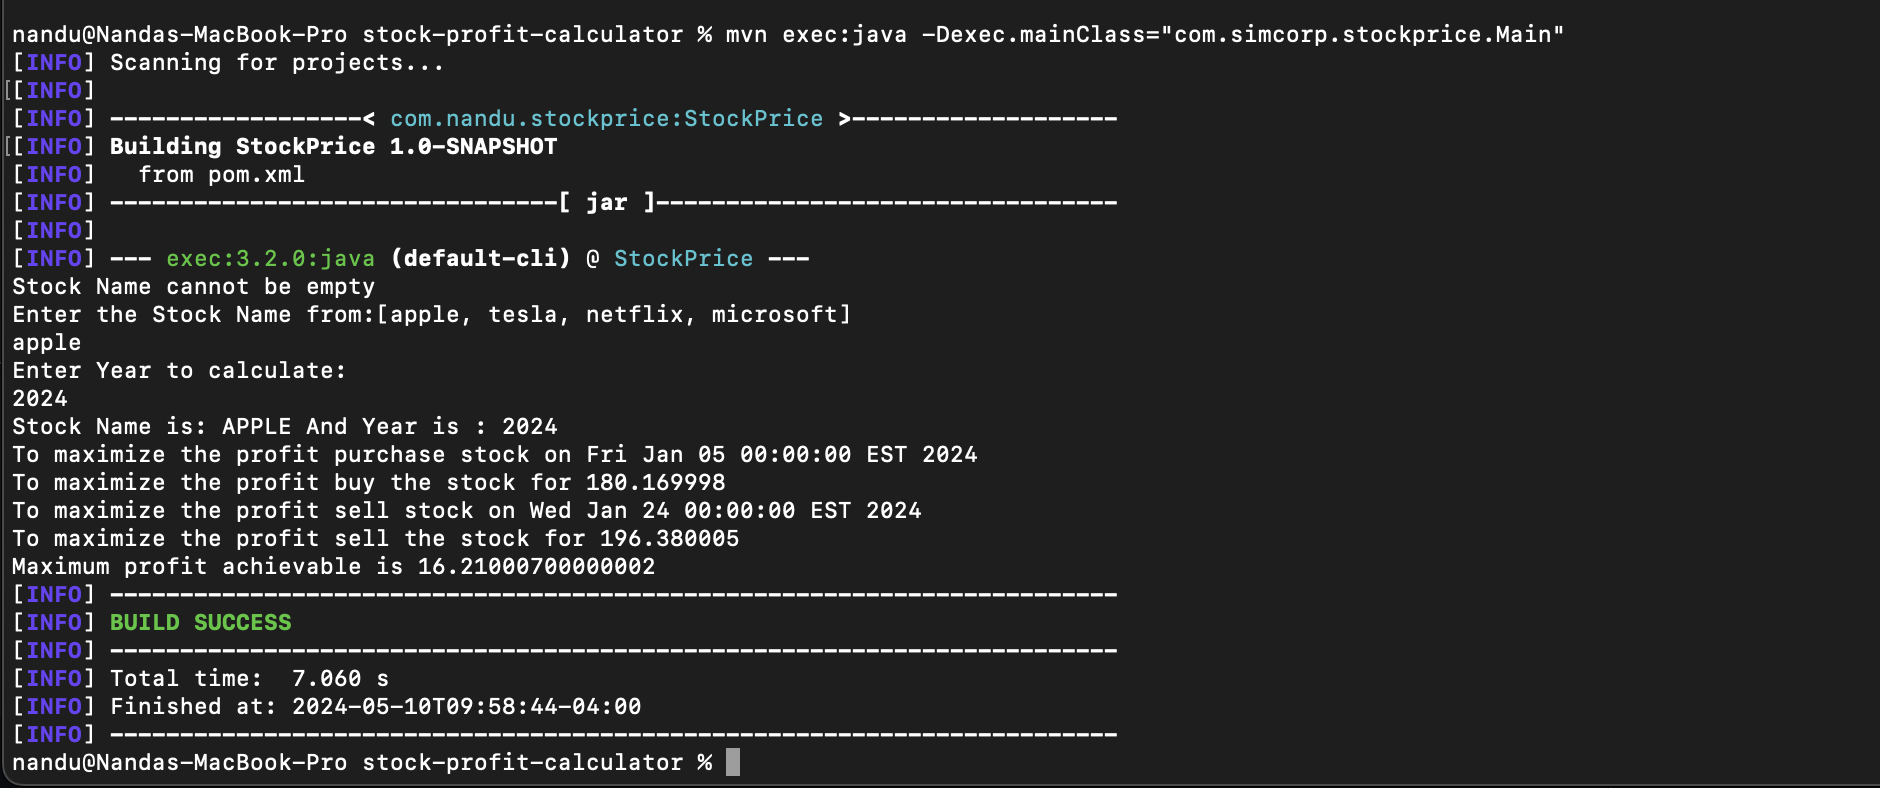 nandu@Nandas-MacBook-Pro stock-profit-calculator % mvn exec:java -Dexec.mainClass="com.simcorp.stockprice.Main"
[INFO] Scanning for projects...
[[INFO]
[INFO] ------------------< com.nandu.stockprice:StockPrice >-------------------
[[INFO] Building StockPrice 1.0-SNAPSHOT
[INFO]   from pom.xml
[INFO] --------------------------------[ jar ]---------------------------------
[INFO]
[INFO] --- exec:3.2.0:java (default-cli) @ StockPrice ---
Stock Name cannot be empty
Enter the Stock Name from:[apple, tesla, netflix, microsoft]
apple
Enter Year to calculate:
2024
Stock Name is: APPLE And Year is : 2024
To maximize the profit purchase stock on Fri Jan 05 00:00:00 EST 2024
To maximize the profit buy the stock for 180.169998
To maximize the profit sell stock on Wed Jan 24 00:00:00 EST 2024
To maximize the profit sell the stock for 196.380005
Maximum profit achievable is 16.21000700000002
[INFO] ------------------------------------------------------------------------
[INFO] BUILD SUCCESS
[INFO] ------------------------------------------------------------------------
[INFO] Total time:  7.060 s
[INFO] Finished at: 2024-05-10T09:58:44-04:00
[INFO] ------------------------------------------------------------------------
nandu@Nandas-MacBook-Pro stock-profit-calculator %